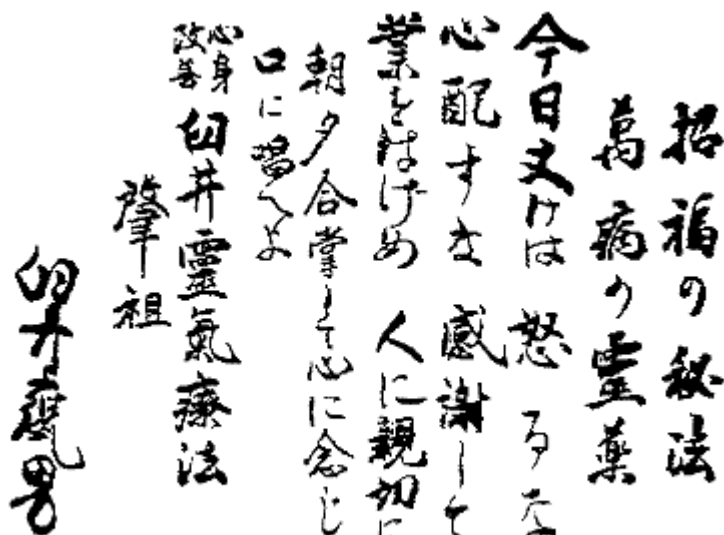 招福の秘法
萬病の霊薬
今日丈けは 怒るな
心配すな 感謝して
業をはげめ 人に親切に
朝夕合掌して心に念じ
口に唱へよ
心身
改善
臼井靈氣療法
肇祖
臼井甕男